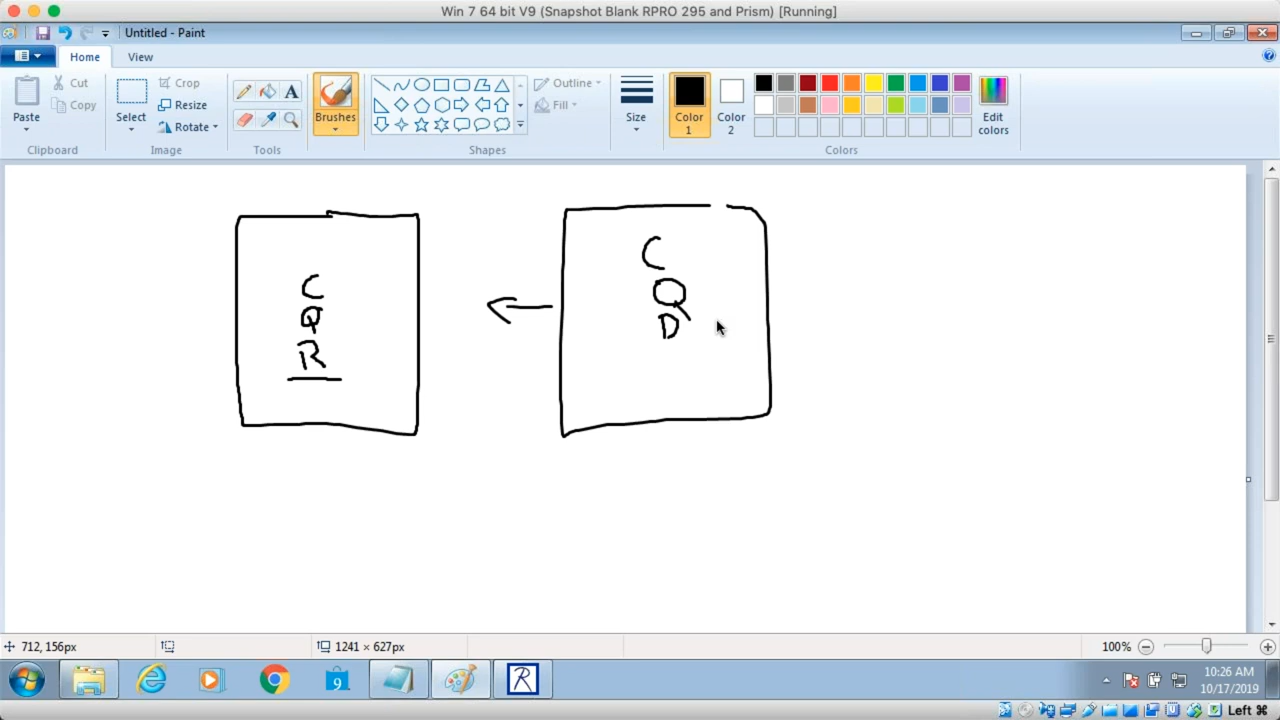 Win 7 64 bit V9 (Snapshot Blank RPRO 295 and Prism) [Running]
Untitled - Paint
Home View
Paste
Cut
Copy
Clipboard
Select
Crop
Resize
Rotate
Image
A
Tools
Brushes
Shapes
Outline
Fill
Size
Color 1
Color 2
Edit colors
Colors
C
Q
R
C
Q
D
712, 156px
1241 × 627px
100%
9
R
10:26 AM
10/17/2019
Left ⌘